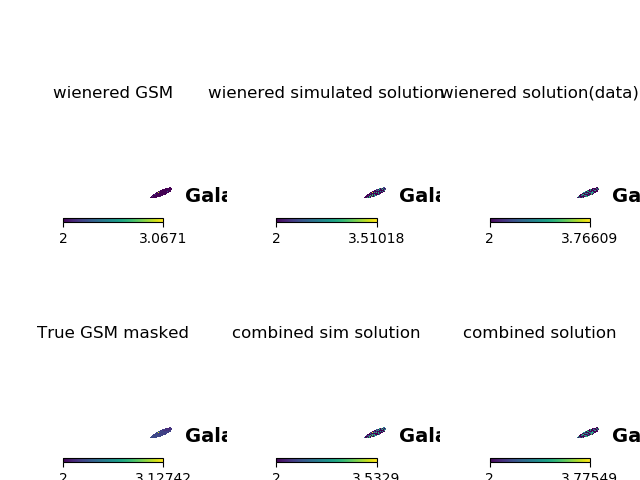 wienered GSM
wienered simulated solution
wienered solution(data)
Gala
Gala
Ga
2 3.0671
2 3.51018
2 3.76609
True GSM masked
combined sim solution
combined solution
Gala
Gala
Ga
2 3.12742
2 3.5329
2 3.77549